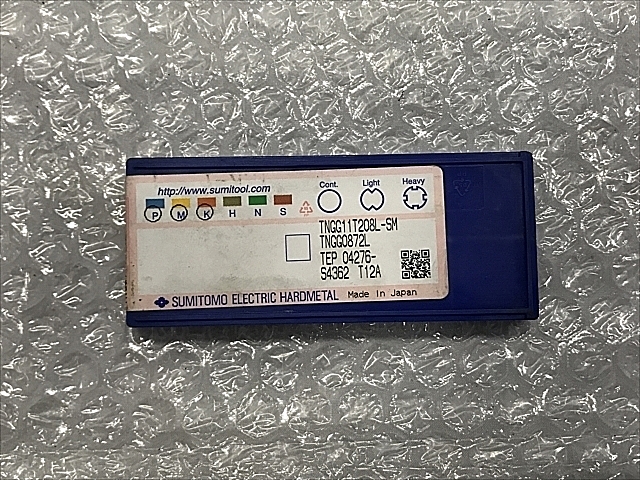 http://www.sumitool.com
Cont. Light Heavy
P M K H N S
TNGG11T208L-SM
TNGG0872L
TEP 04276-
S4362 T12A
SUMITOMO ELECTRIC HARDMETAL Made in Japan